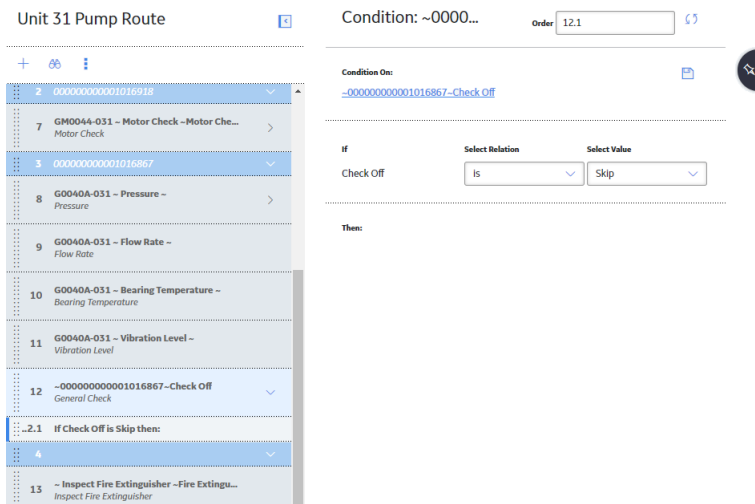 Unit 31 Pump Route
2 000000000001016918
7 GM0044-031 ~ Motor Check ~Motor Che...
Motor Check
3 000000000001016867
8 G0040A-031 ~ Pressure ~
Pressure
9 G0040A-031 ~ Flow Rate ~
Flow Rate
10 G0040A-031 ~ Bearing Temperature ~
Bearing Temperature
11 G0040A-031 ~ Vibration Level ~
Vibration Level
12 ~000000000001016867~Check Off
General Check
..2.1 If Check Off is Skip then:
4
13 ~ Inspect Fire Extinguisher ~Fire Extingu...
Inspect Fire Extinguisher
Condition: ~0000...
Order 12.1
Condition On:
~000000000001016867~Check Off
If Select Relation Select Value
Check Off is Skip
Then: